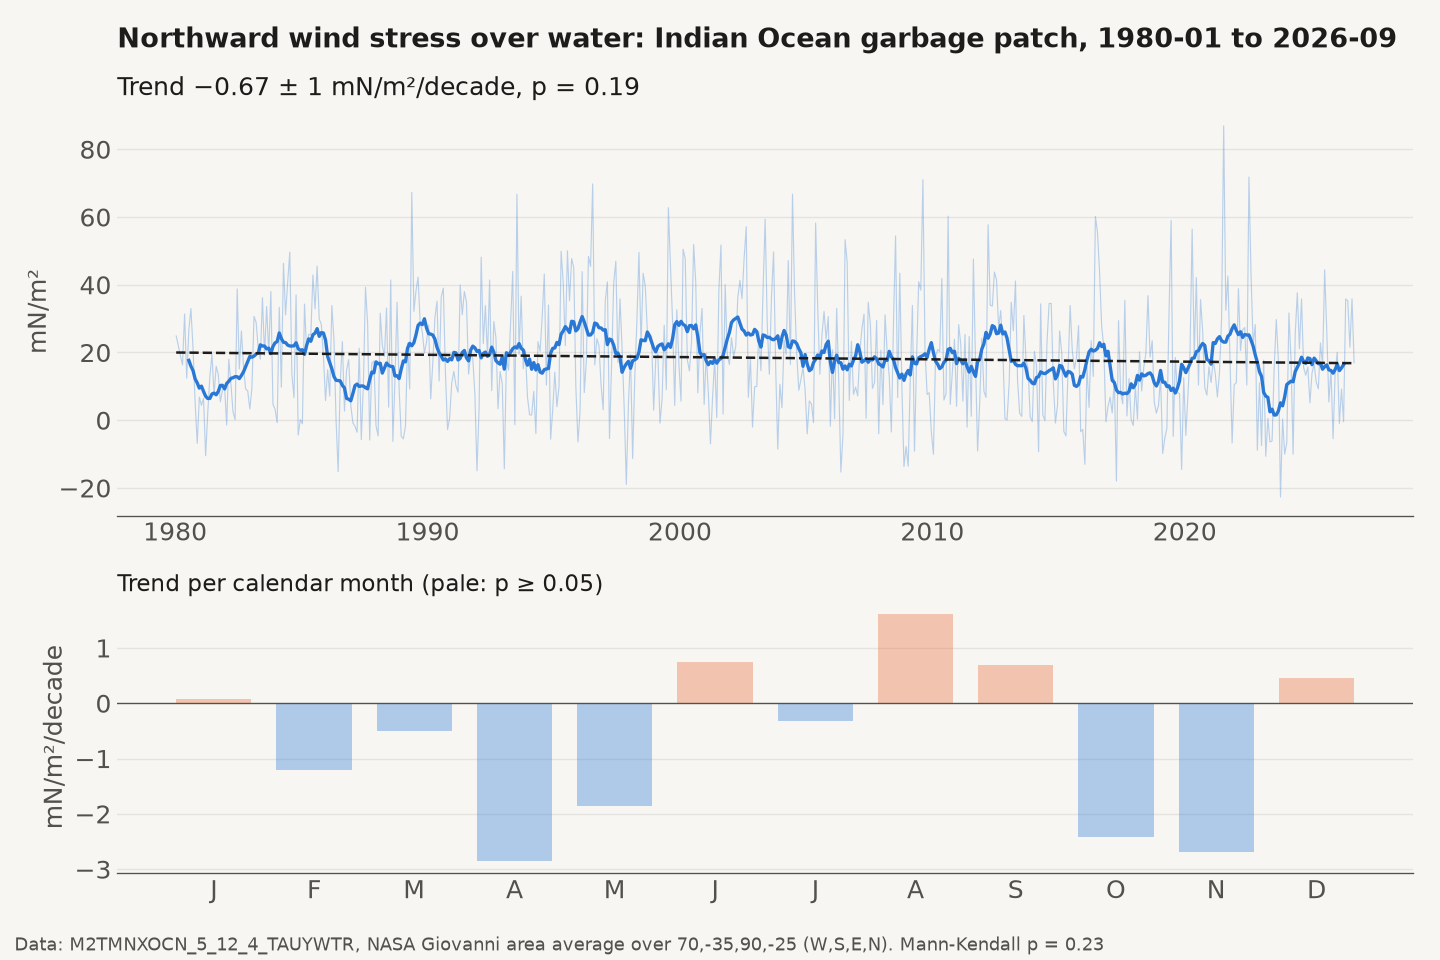 Northward wind stress over water: Indian Ocean garbage patch, 1980-01 to 2026-09
Trend −0.67 ± 1 mN/m²/decade, p = 0.19
mN/m²
80
60
40
20
0
−20
1980
1990
2000
2010
2020
Trend per calendar month (pale: p ≥ 0.05)
mN/m²/decade
1
0
−1
−2
−3
J
F
M
A
M
J
J
A
S
O
N
D
Data: M2TMNXOCN_5_12_4_TAUYWTR, NASA Giovanni area average over 70,-35,90,-25 (W,S,E,N). Mann-Kendall p = 0.23